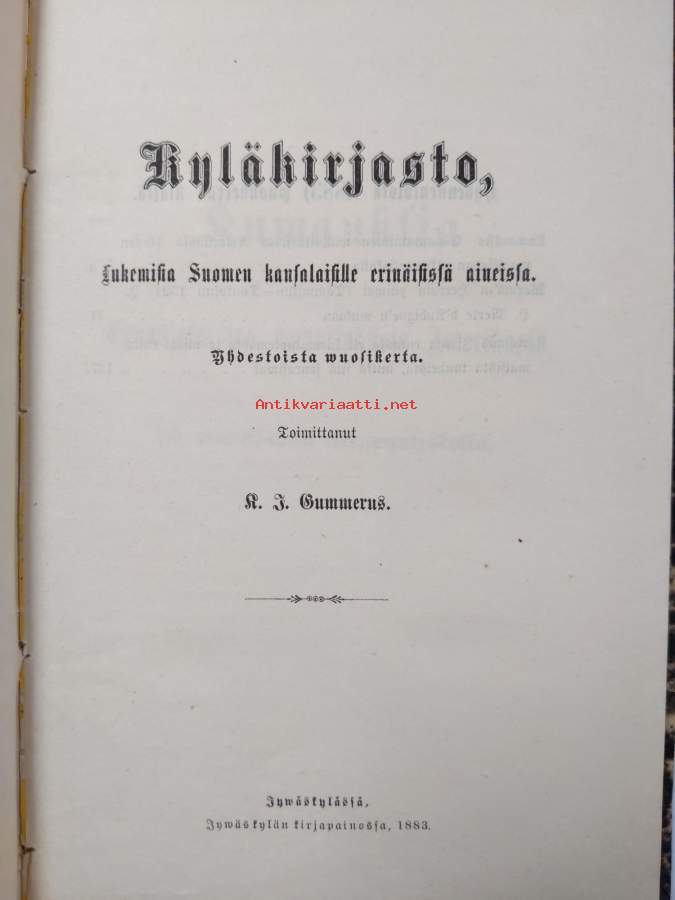 Kyläkirjasto,
Lukemisia Suomen kansalaisille erinäisissä aineissa.
Yhdestoista wuosikerta.
Antikvariaatti.net
Toimittanut
K. J. Gummerus.
Jywäskylässä,
Jywäskylän kirjapainossa, 1883.